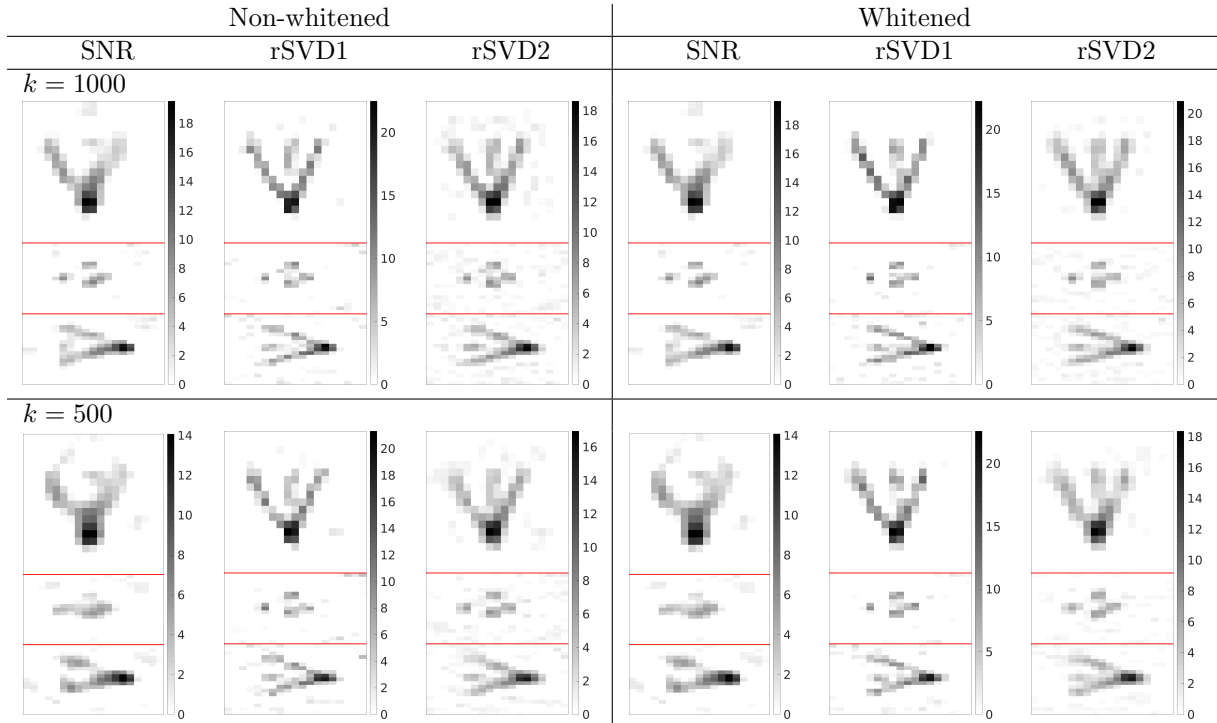 Non-whitened Whitened
SNR rSVD1 rSVD2 SNR rSVD1 rSVD2
k = 1000
18 16 14 12 10 8 6 4 2 0
20 15 10 5 0
18 16 14 12 10 8 6 4 2 0
18 16 14 12 10 8 6 4 2 0
20 15 10 5 0
20 18 16 14 12 10 8 6 4 2 0
k = 500
14 12 10 8 6 4 2 0
20 18 16 14 12 10 8 6 4 2 0
16 14 12 10 8 6 4 2 0
14 12 10 8 6 4 2 0
20 15 10 5 0
18 16 14 12 10 8 6 4 2 0